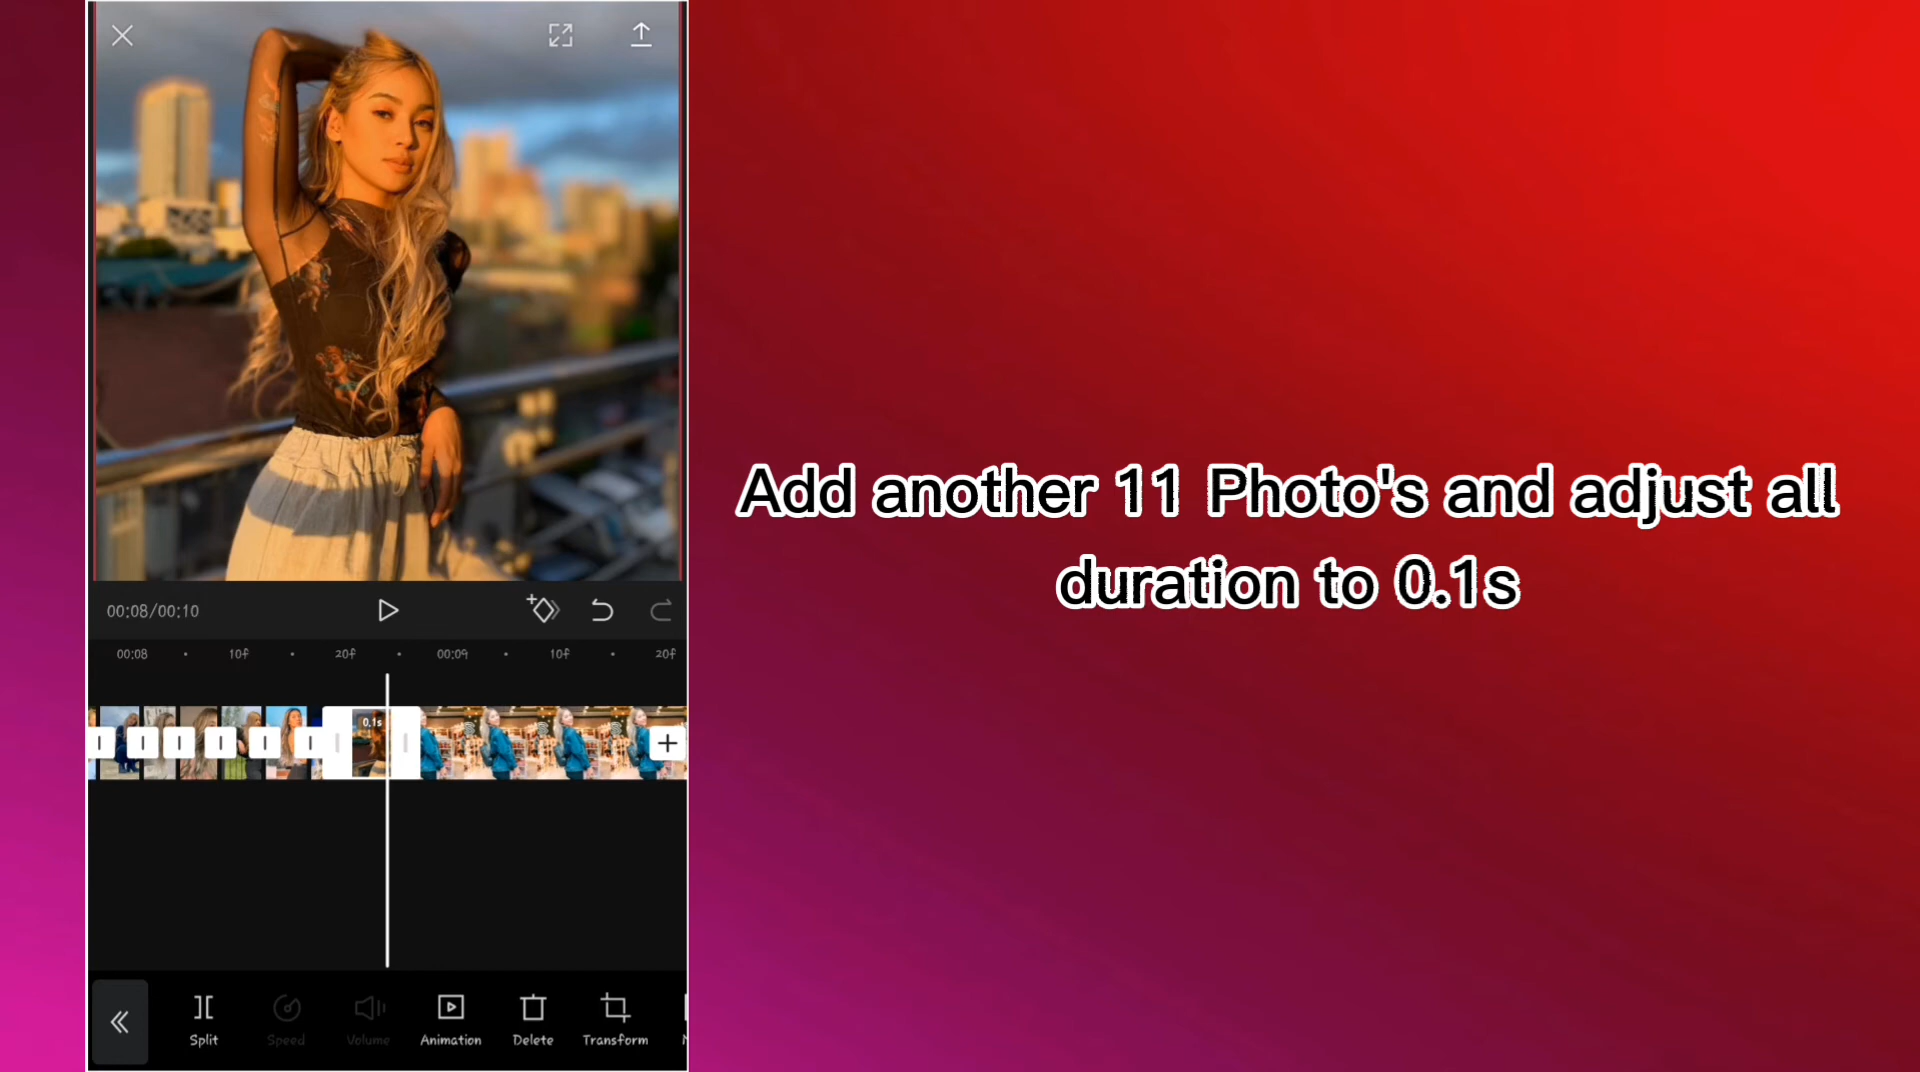 Add another 11 Photo's and adjust all
duration to 0.1s
00:08/00:10
00:08
10f
20f
00:09
10f
20f
0.1s
Split
Speed
Volume
Animation
Delete
Transform